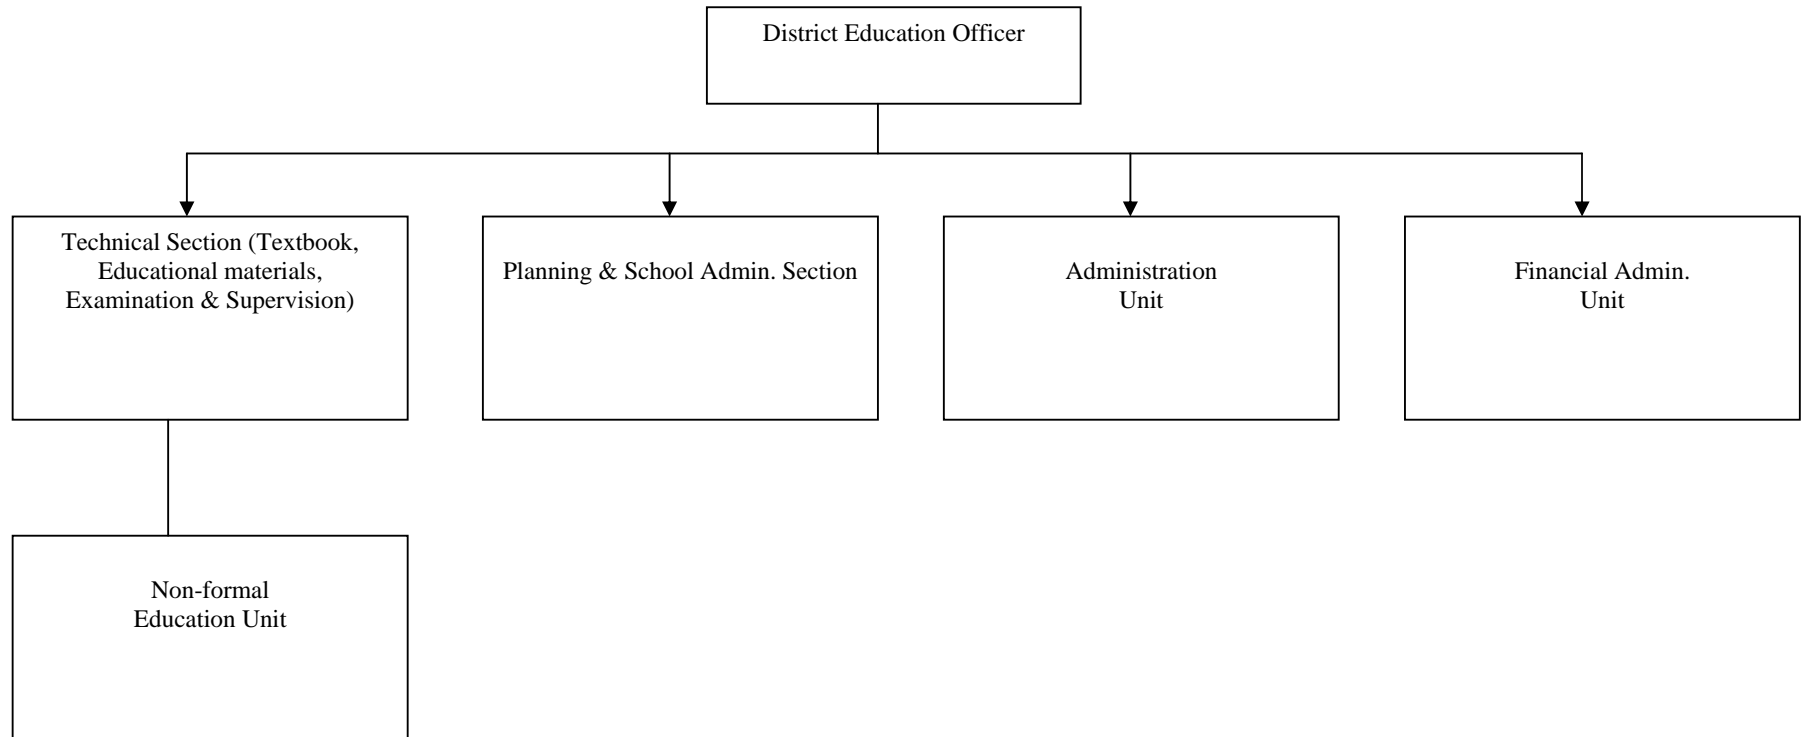 District Education Officer
Technical Section (Textbook,
Educational materials,
Examination & Supervision)
Planning & School Admin. Section
Administration
Unit
Financial Admin.
Unit
Non-formal
Education Unit